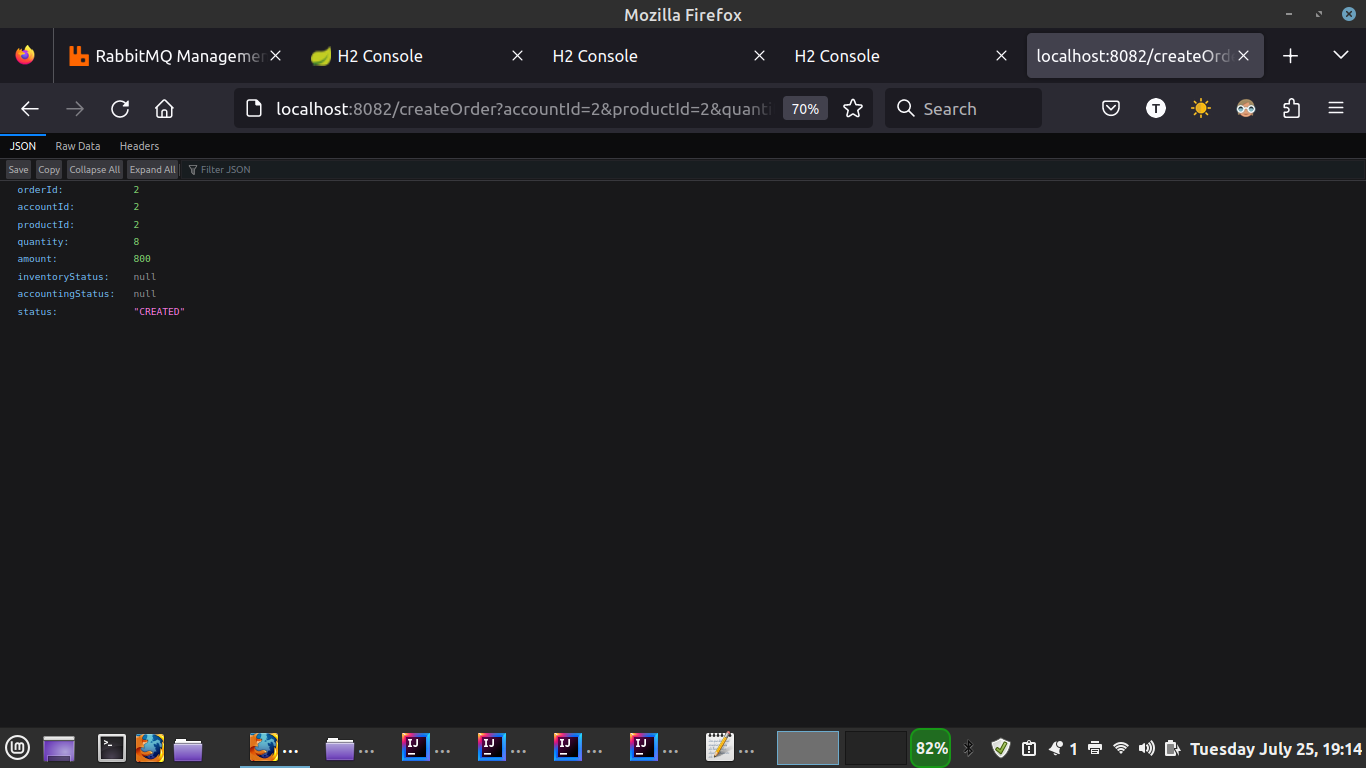 Mozilla Firefox
RabbitMQ Managemer
H2 Console
H2 Console
H2 Console
localhost:8082/createOrde
localhost:8082/createOrder?accountId=2&productId=2&quanti
70%
Search
T
JSON Raw Data Headers
Save Copy Collapse All Expand All Filter JSON
orderId: 2
accountId: 2
productId: 2
quantity: 8
amount: 800
inventoryStatus: null
accountingStatus: null
status: "CREATED"
IJ ... IJ ... IJ ... IJ ...
82%
1
Tuesday July 25, 19:14